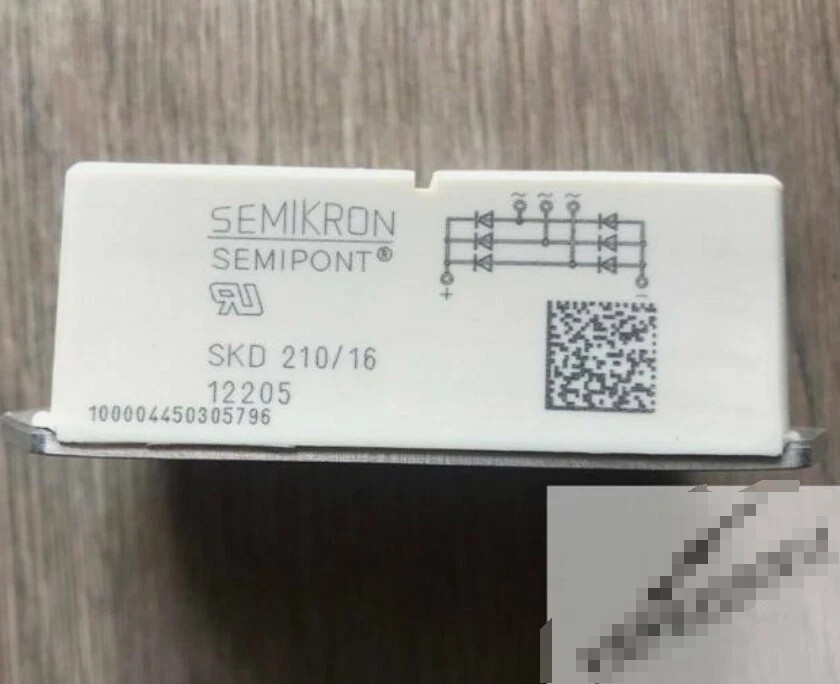 SEMIKRON
SEMIPONT®
SKD 210/16
12205
100004450305796
~ ~ ~
+ −